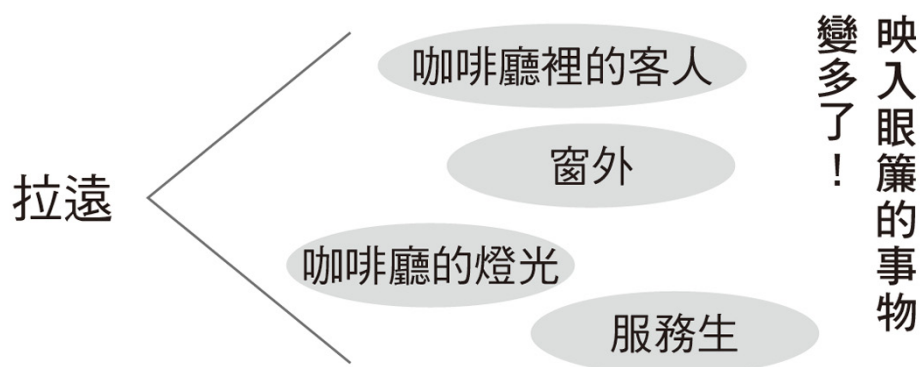 拉遠
咖啡廳裡的客人
窗外
咖啡廳的燈光
服務生
映入眼簾的事物
變多了！